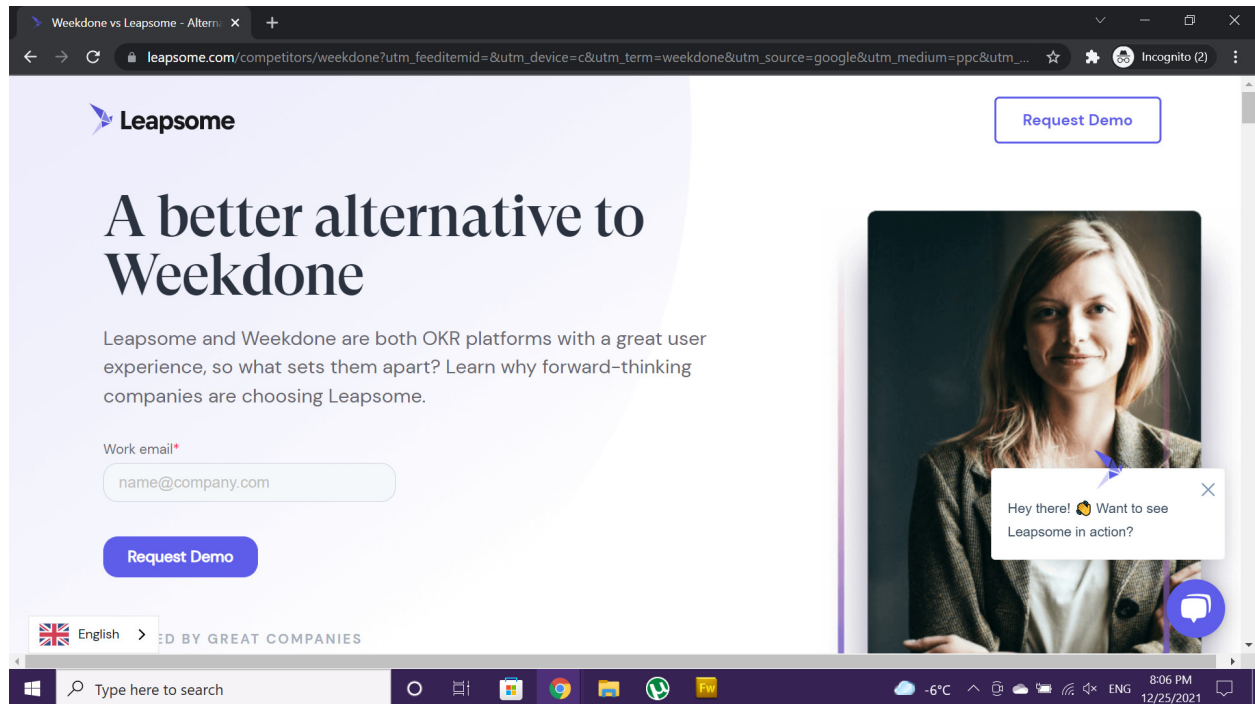 Weekdone vs Leapsome - Altern
leapsome.com/competitors/weekdone?utm_feeditemid=&utm_device=c&utm_term=weekdone&utm_source=google&utm_medium=ppc&utm_...
Incognito (2)
Leapsome
Request Demo
A better alternative to
Weekdone
Leapsome and Weekdone are both OKR platforms with a great user
experience, so what sets them apart? Learn why forward-thinking
companies are choosing Leapsome.
Work email*
name@company.com
Request Demo
Hey there! Want to see
Leapsome in action?
English
ED BY GREAT COMPANIES
Type here to search
Fw
-6°C
ENG
8:06 PM
12/25/2021